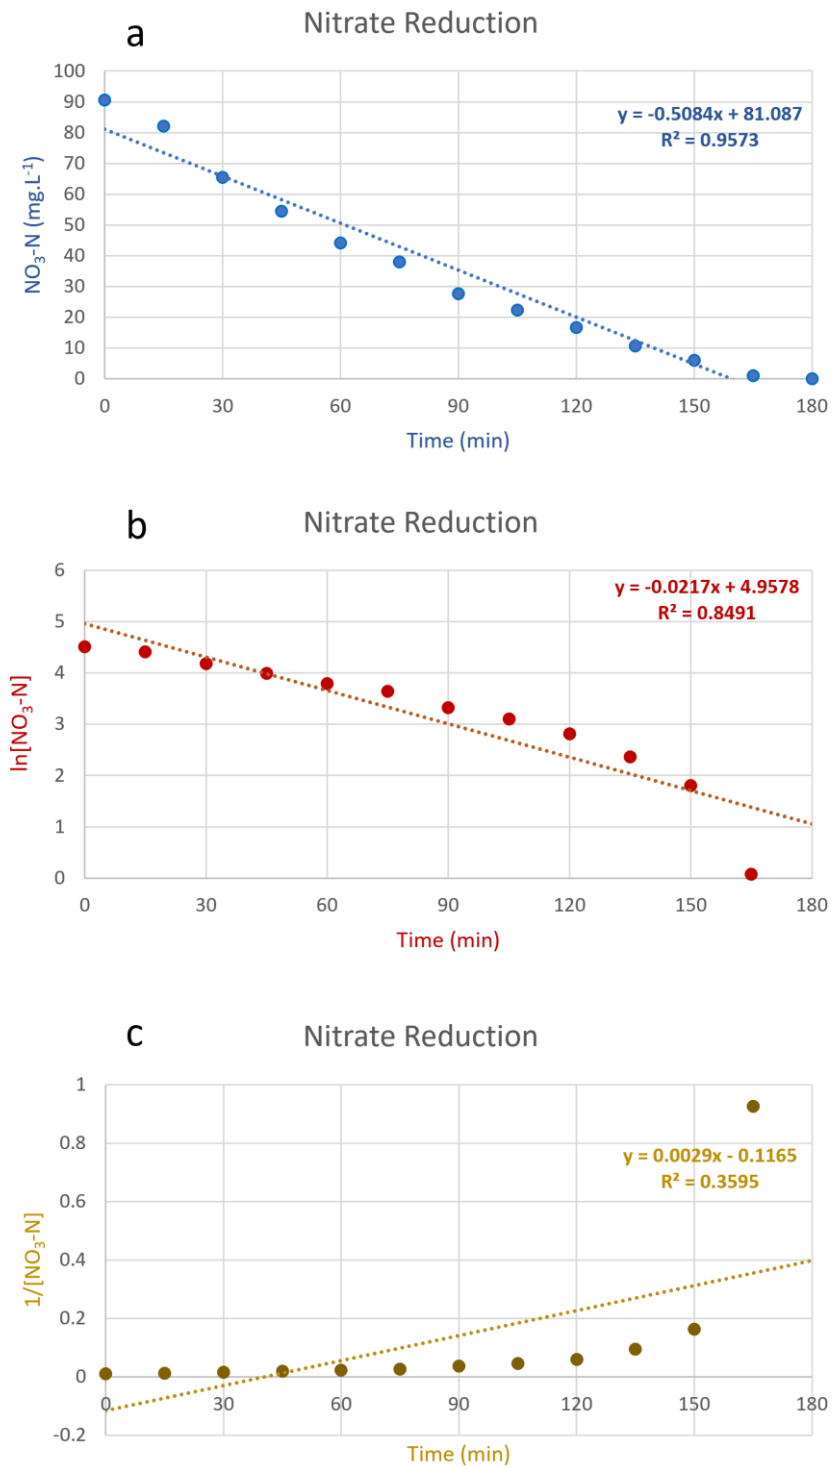 a
Nitrate Reduction
100
90
80
70
60
50
40
30
20
10
0
y = -0.5084x + 81.087
R² = 0.9573
NO₃-N (mg.L⁻¹)
0 30 60 90 120 150 180
Time (min)
b
Nitrate Reduction
6
5
4
3
2
1
0
y = -0.0217x + 4.9578
R² = 0.8491
ln[NO₃-N]
0 30 60 90 120 150 180
Time (min)
c
Nitrate Reduction
1
0.8
0.6
0.4
0.2
0
-0.2
y = 0.0029x - 0.1165
R² = 0.3595
1/[NO₃-N]
0 30 60 90 120 150 180
Time (min)